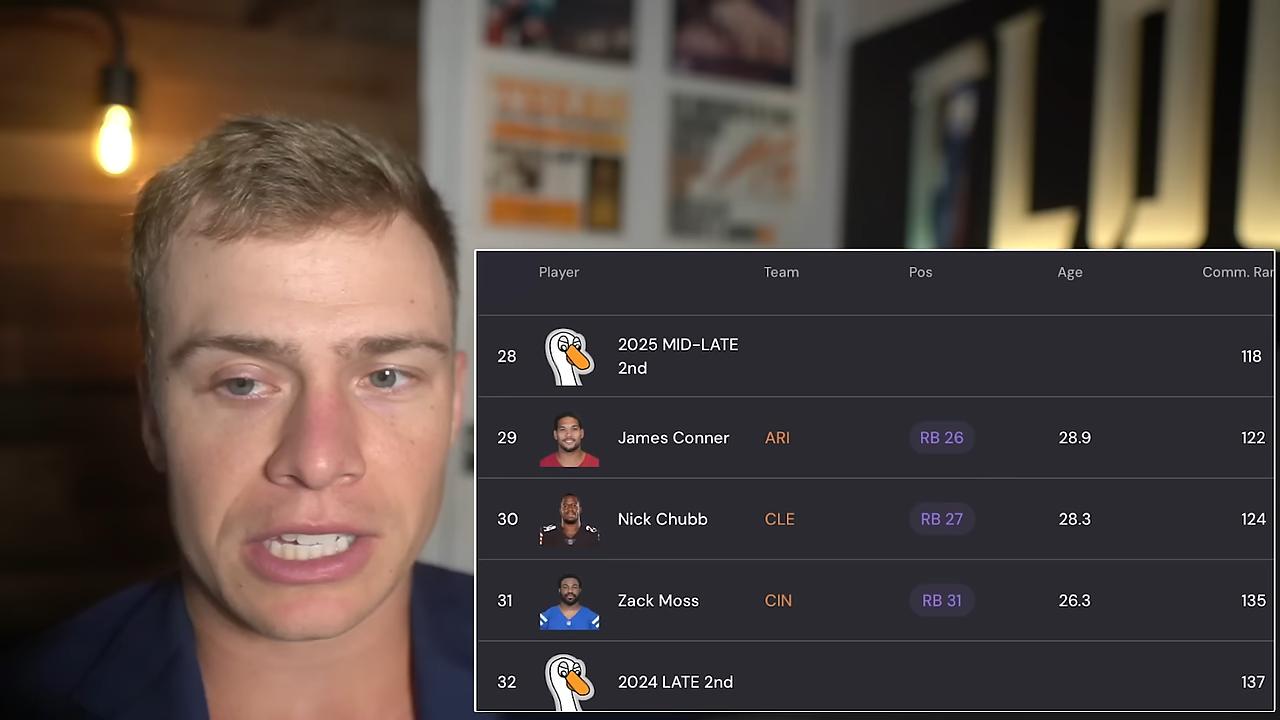 Player Team Pos Age Comm.
28 2025 MID-LATE 118
2nd
29 James Conner ARI RB 26 28.9 122
30 Nick Chubb CLE RB 27 28.3 124
31 Zack Moss CIN RB 31 26.3 135
32 2024 LATE 2nd 137